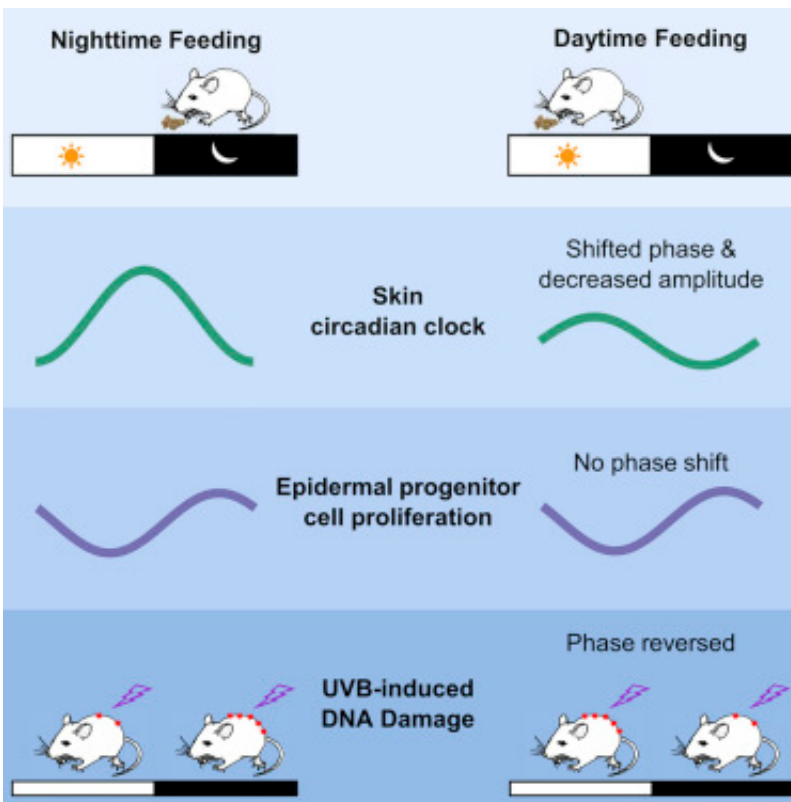 Nighttime Feeding
Daytime Feeding
Skin
circadian clock
Shifted phase &
decreased amplitude
Epidermal progenitor
cell proliferation
No phase shift
UVB-induced
DNA Damage
Phase reversed